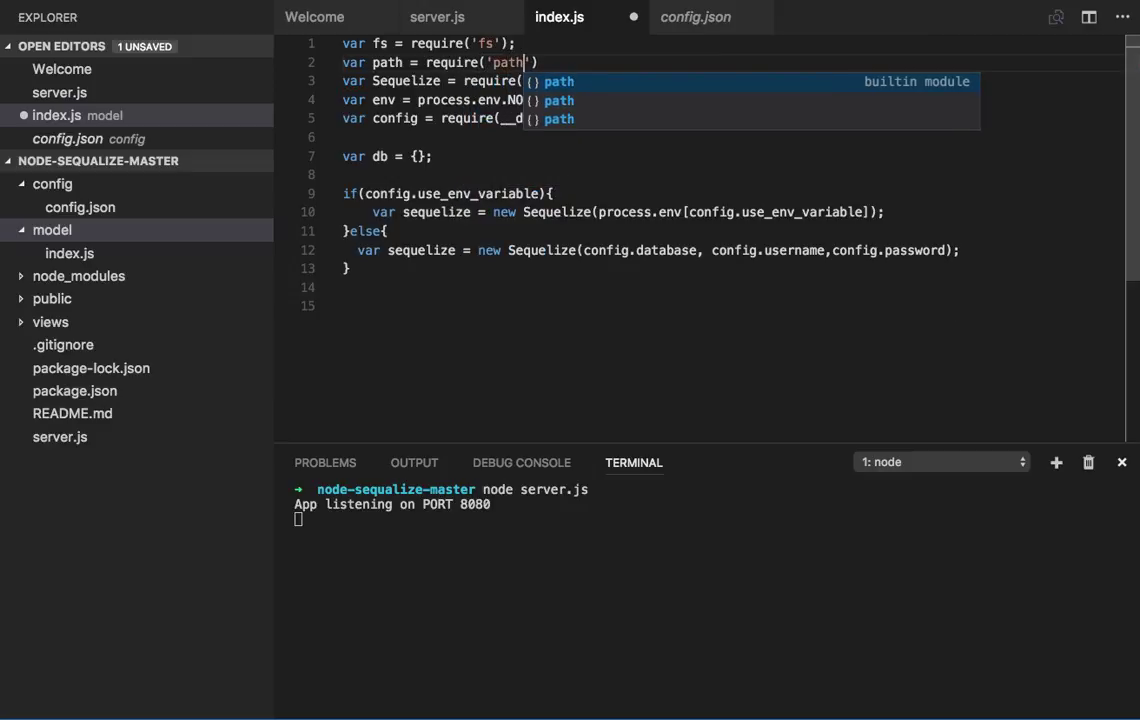 EXPLORER
OPEN EDITORS 1 UNSAVED
Welcome
server.js
index.js model
config.json config
NODE-SEQUALIZE-MASTER
config
config.json
model
index.js
node_modules
public
views
.gitignore
package-lock.json
package.json
README.md
server.js
Welcome server.js index.js config.json
1 var fs = require('fs');
2 var path = require('path')
3 var Sequelize = require(
4 var env = process.env.NO
5 var config = require(__d
6
7 var db = {};
8
9 if(config.use_env_variable){
10 var sequelize = new Sequelize(process.env[config.use_env_variable]);
11 }else{
12 var sequelize = new Sequelize(config.database, config.username,config.password);
13 }
14
15
{} path builtin module
{} path
{} path
PROBLEMS OUTPUT DEBUG CONSOLE TERMINAL 1: node
➜ node-sequalize-master node server.js
App listening on PORT 8080